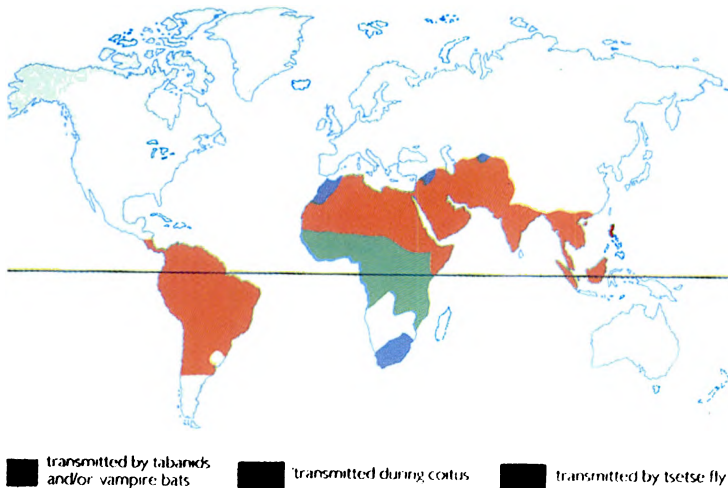 transmitted by tabanids
and/or vampire bats
transmitted during coitus
transmitted by tsetse fly